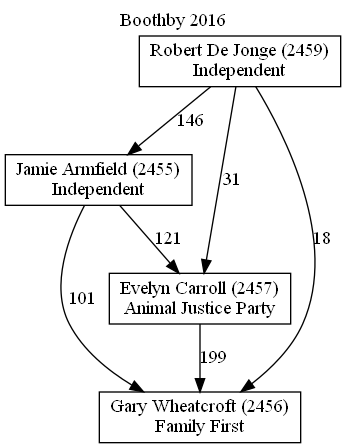 Boothby 2016
Robert De Jonge (2459)
Independent
146
Jamie Armfield (2455)
Independent
31
121
18
Evelyn Carroll (2457)
Animal Justice Party
101
199
Gary Wheatcroft (2456)
Family First